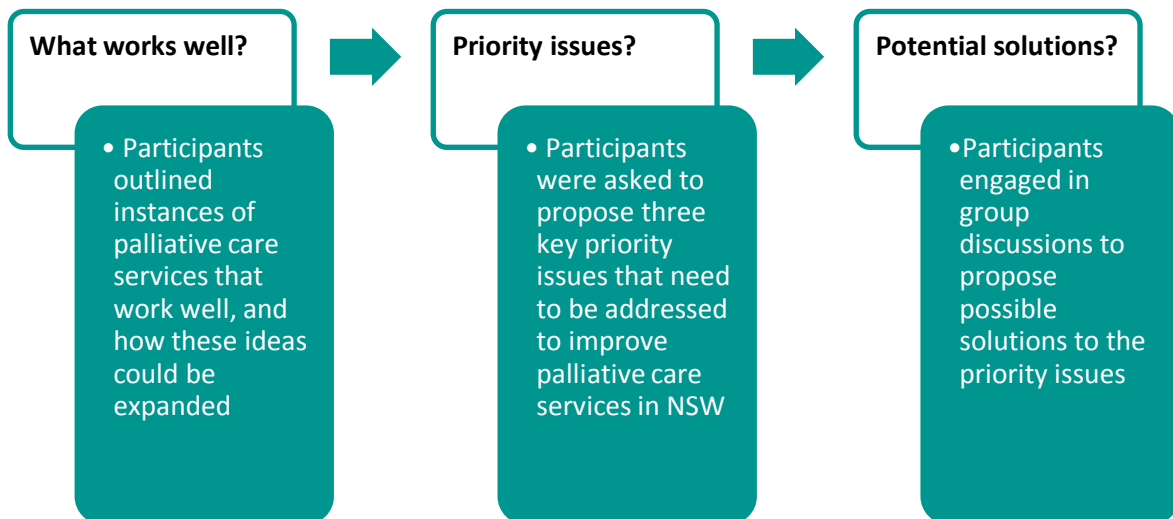 What works well?
• Participants
outlined
instances of
palliative care
services that
work well, and
how these ideas
could be
expanded
Priority issues?
• Participants
were asked to
propose three
key priority
issues that need
to be addressed
to improve
palliative care
services in NSW
Potential solutions?
•Participants
engaged in
group
discussions to
propose
possible
solutions to the
priority issues